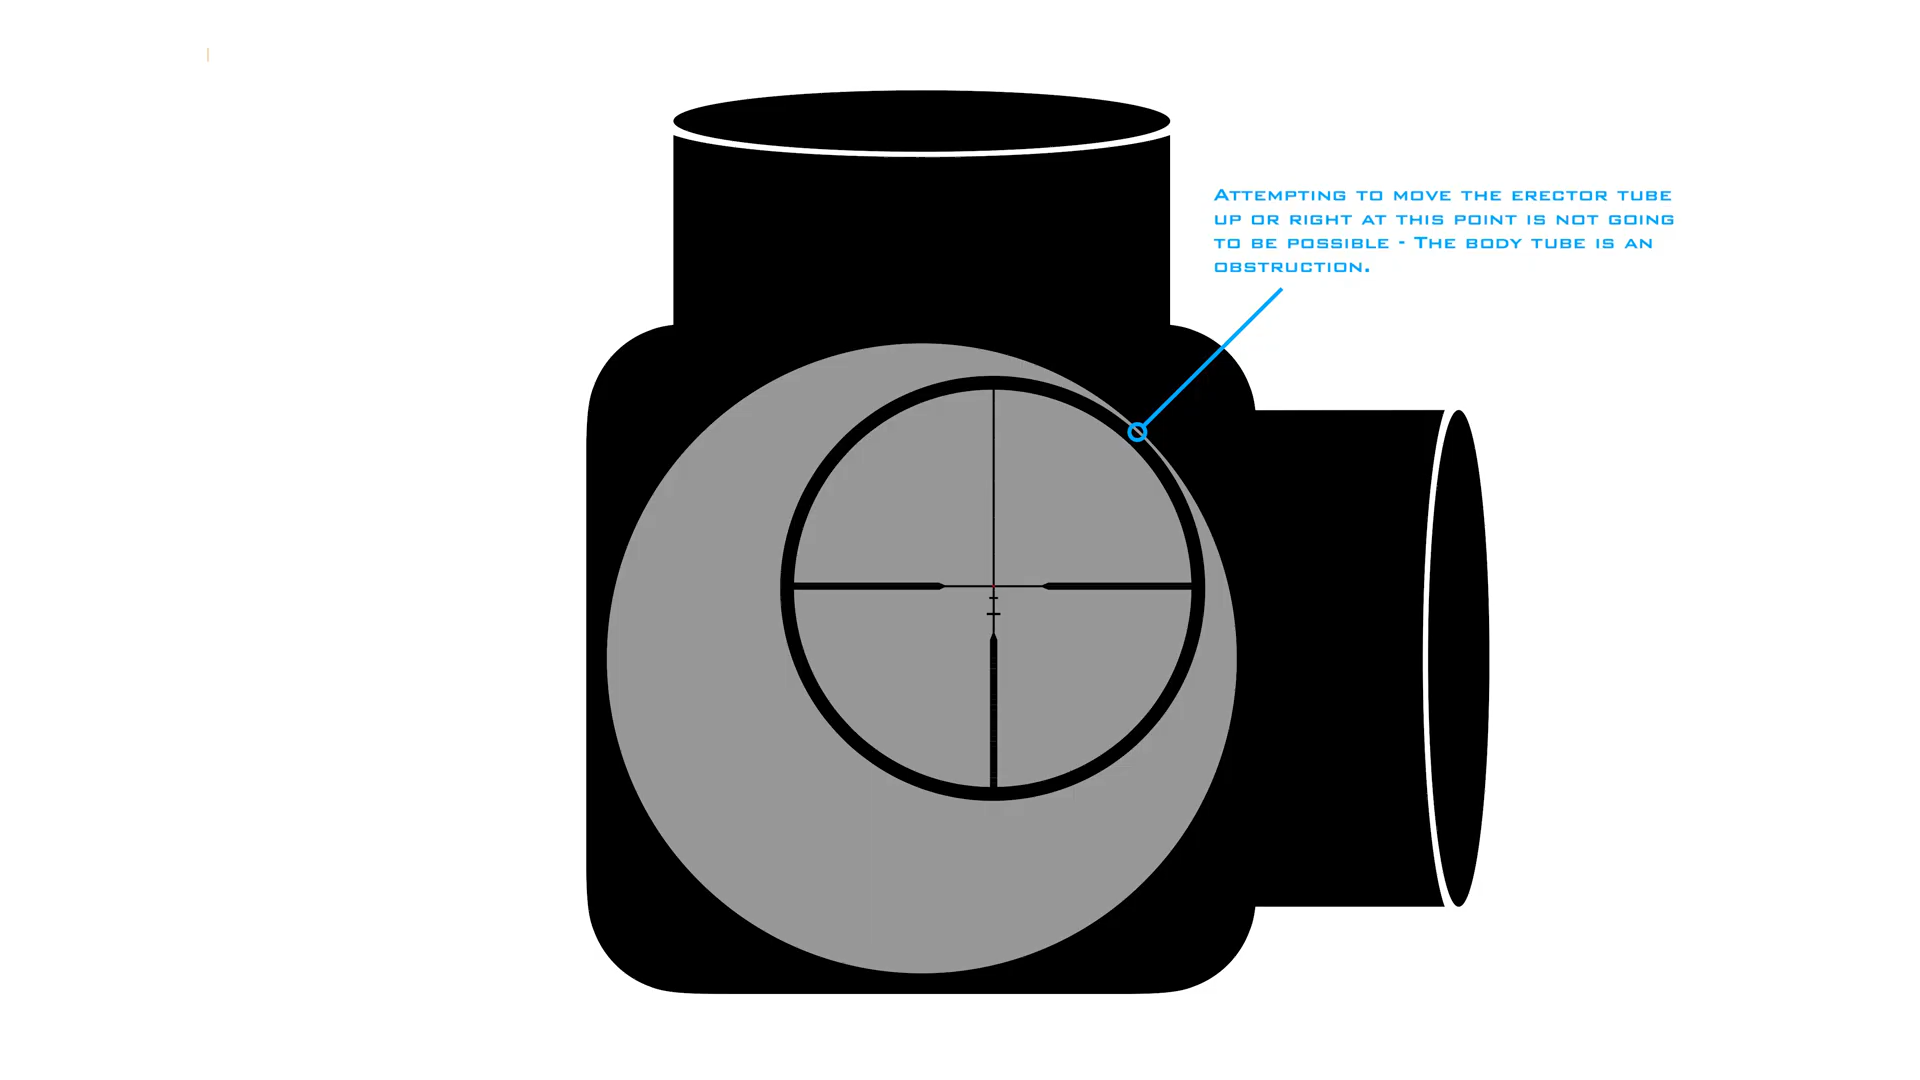 Attempting to move the erector tube
up or right at this point is not going
to be possible - The body tube is an
obstruction.